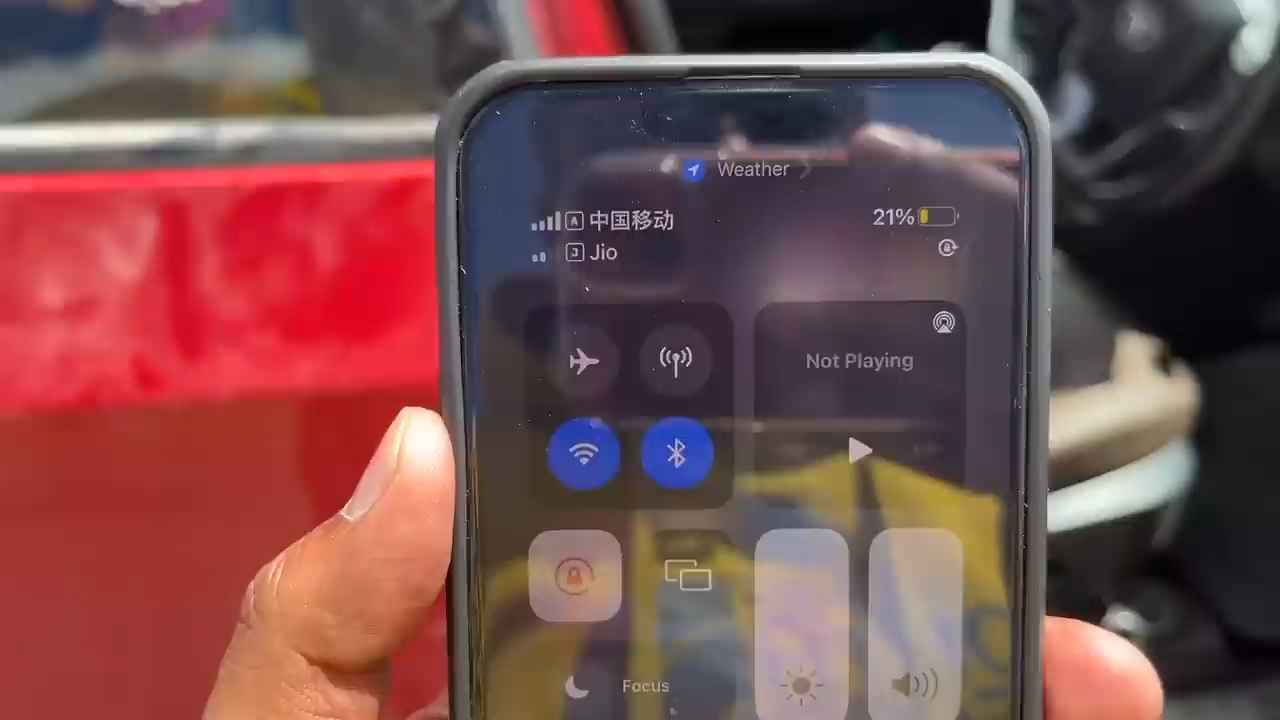 Weather
A 中国移动
21%
J Jio
Not Playing
Focus